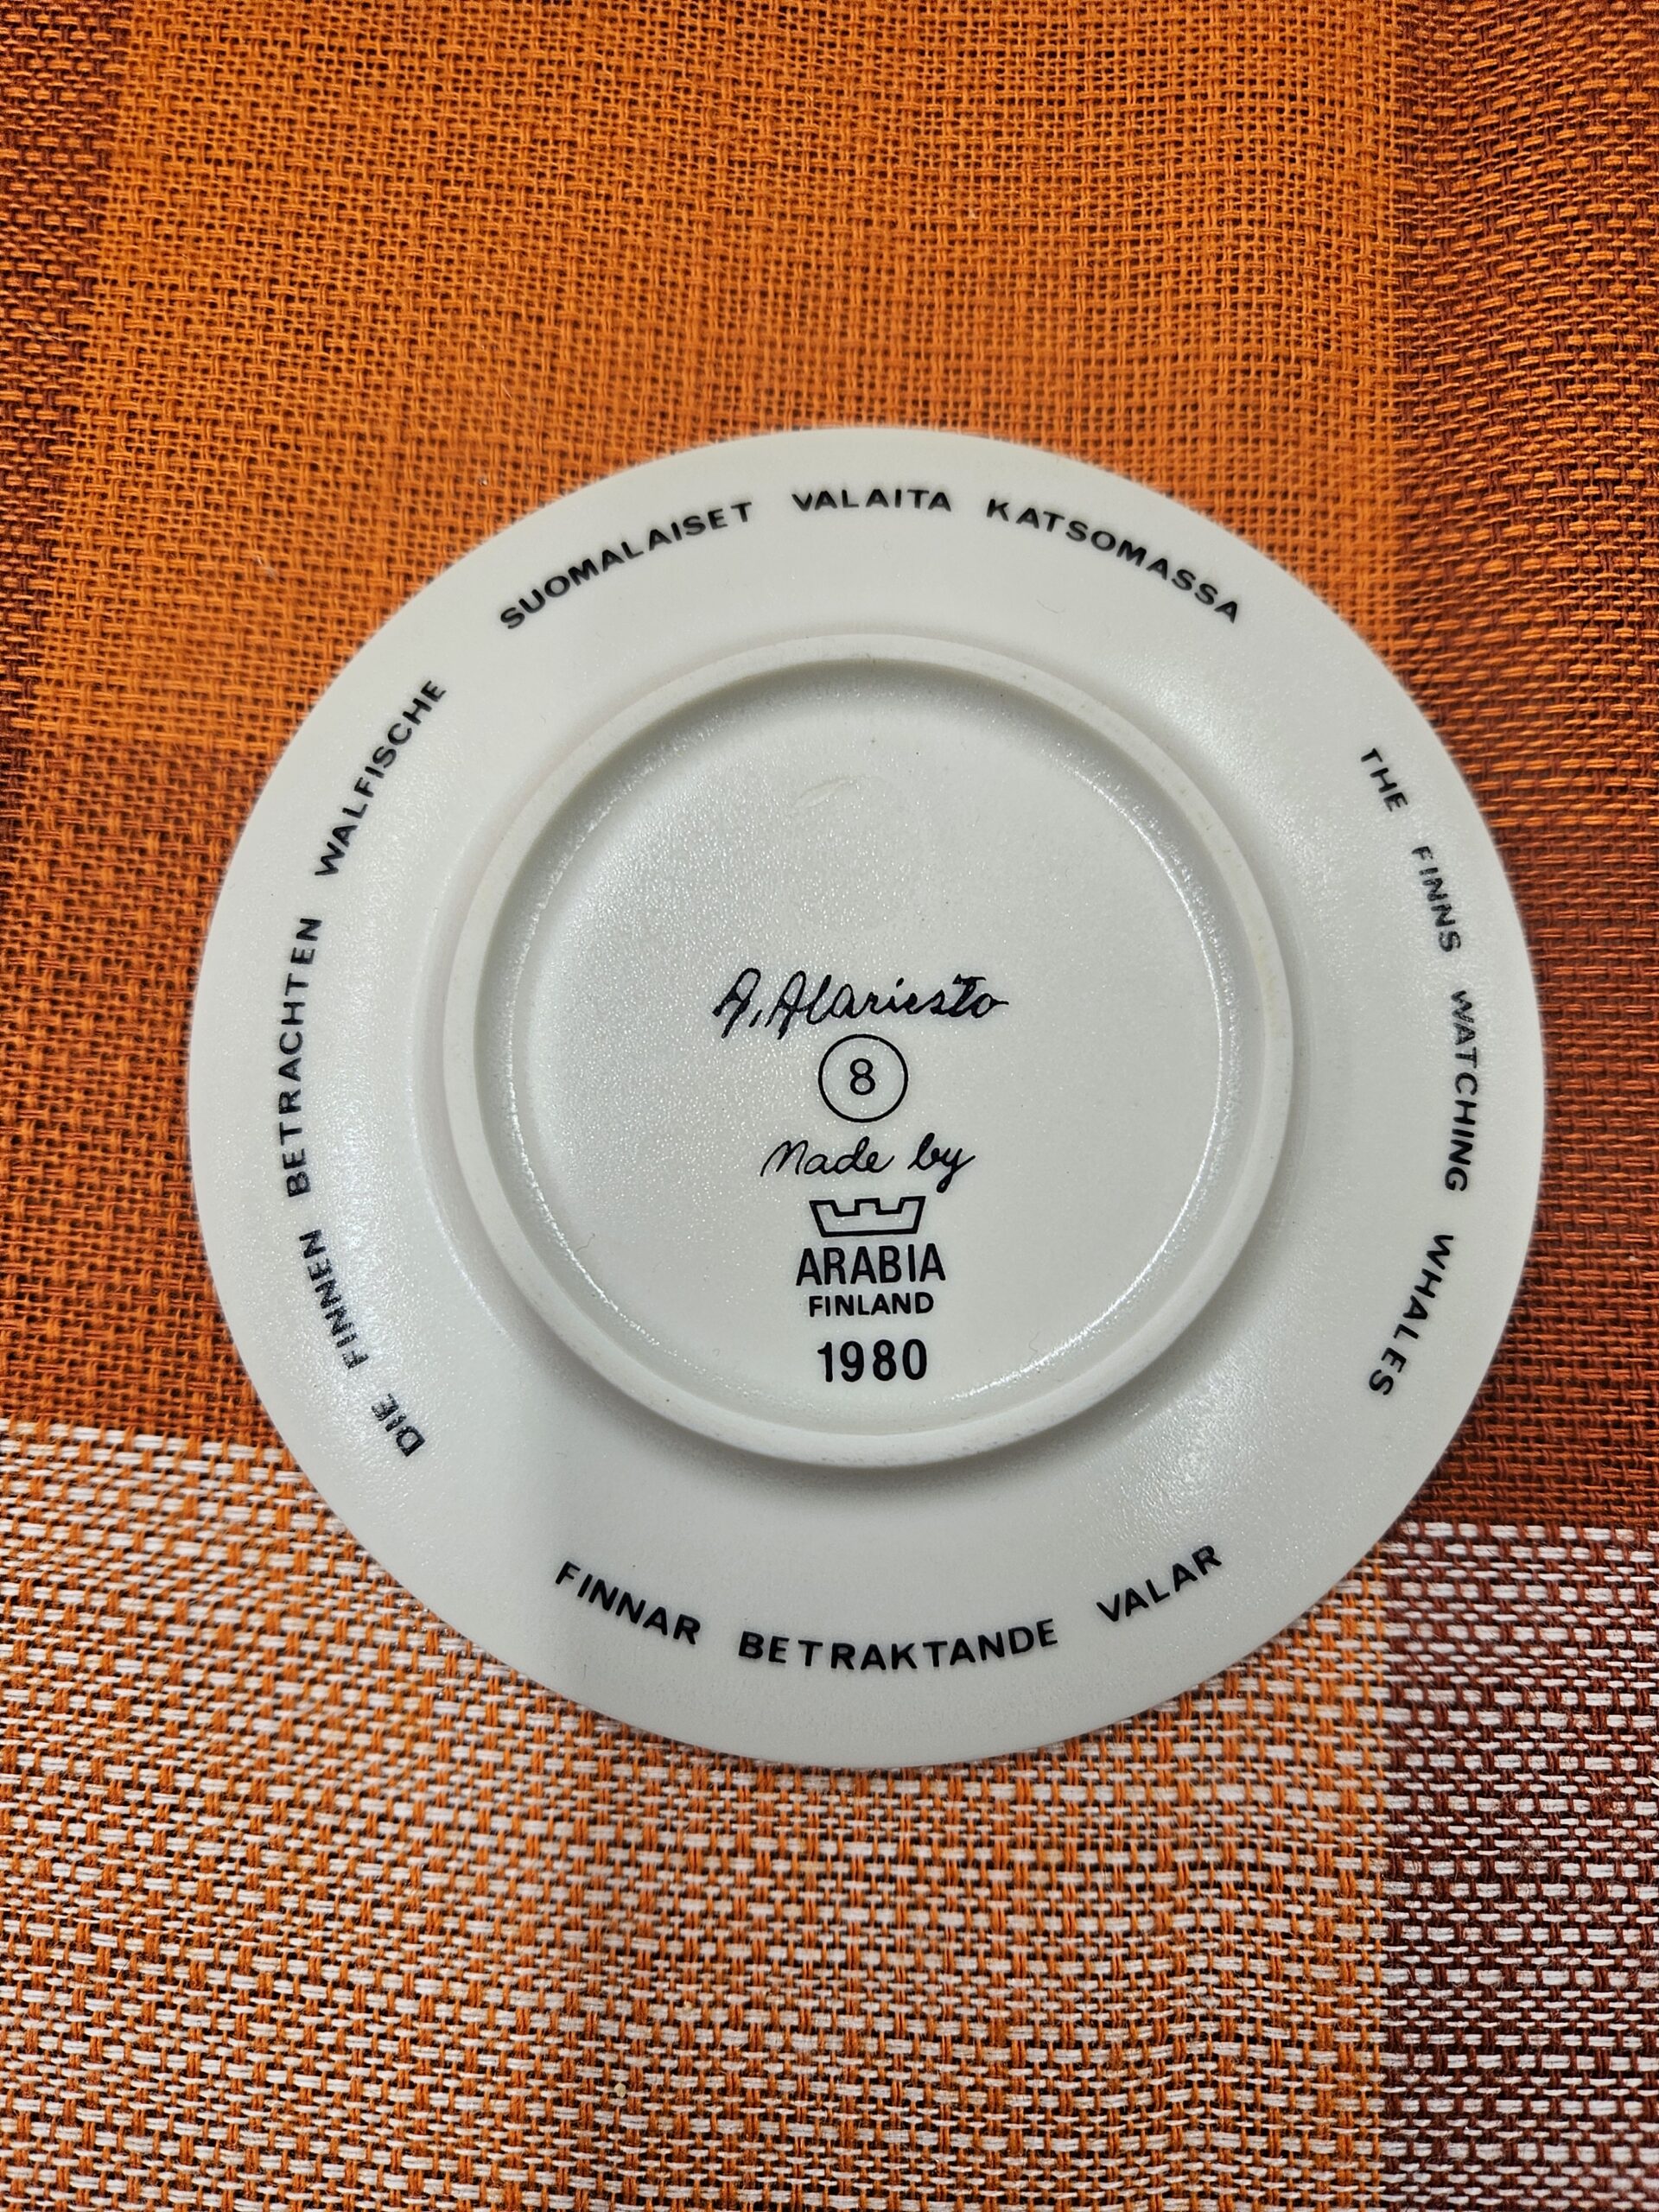 SUOMALAISET VALAITA KATSOMASSA
THE FINNS WATCHING WHALES
FINNAR BETRAKTANDE VALAR
DIE FINNEN BETRACHTEN WALFISCHE
A. Alariesto
8
Made by
ARABIA
FINLAND
1980